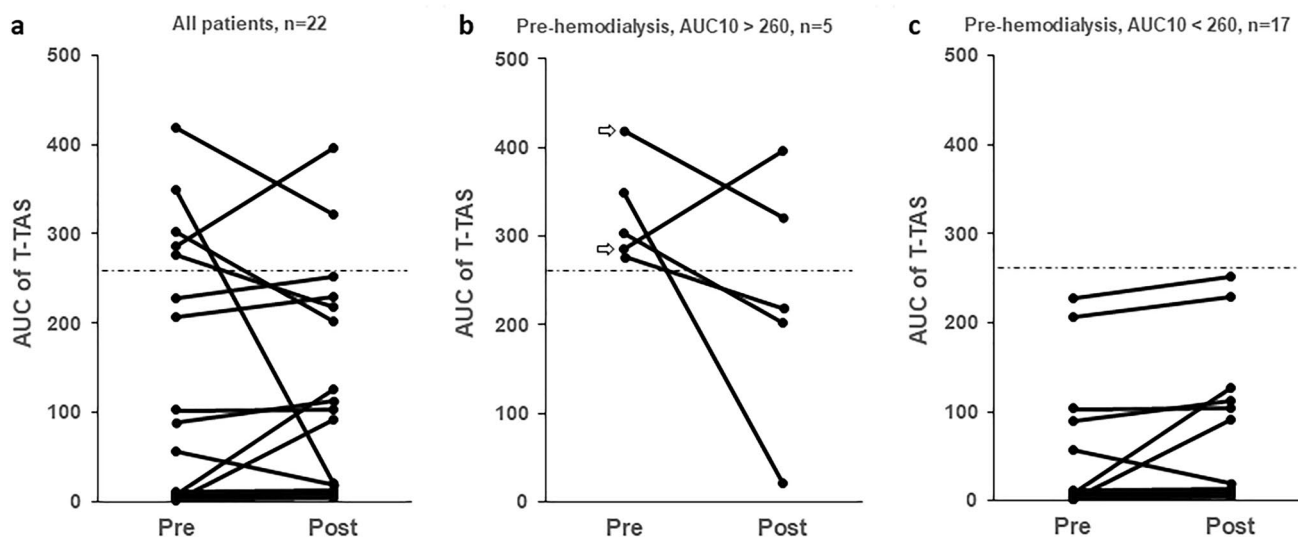 a
All patients, n=22
500
400
300
200
100
0
AUC of T-TAS
Pre
Post
b
Pre-hemodialysis, AUC10 > 260, n=5
500
400
300
200
100
0
AUC of T-TAS
Pre
Post
c
Pre-hemodialysis, AUC10 < 260, n=17
500
400
300
200
100
0
AUC of T-TAS
Pre
Post